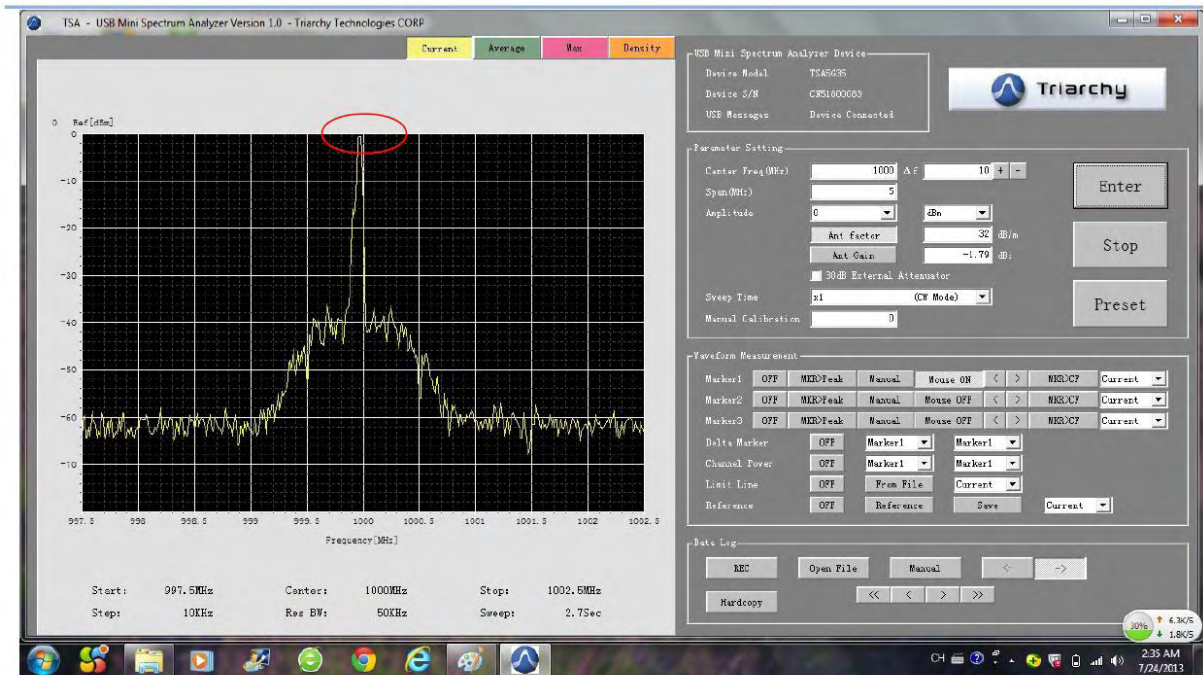 TSA - USB Mini Spectrum Analyzer Version 1.0 - Triarchy Technologies CORP
Current Average Max Density
0 Ref[dBm]
0
-10
-20
-30
-40
-50
-60
-70
997.5 998 998.5 999 999.5 1000 1000.5 1001 1001.5 1002 1002.5
Frequency[MHz]
Start: 997.5MHz Center: 1000MHz Stop: 1002.5MHz
Step: 10KHz Res BW: 50KHz Sweep: 2.7Sec
USB Mini Spectrum Analyzer Device
Device Model TSA5G35
Device S/N
USB Messages Device Connected
Triarchy
Parameter Setting
Center Freq(MHz) 1000 Δf 10 + -
Span(MHz) 5
Amplitude 0 dBm
Ant factor 32 dB/m
Ant Gain -1.79 dBi
30dB External Attenuator
Sweep Time x1 (CW Mode)
Manual Calibration 0
Enter
Stop
Preset
Waveform Measurement
Marker1 OFF MKR>Peak Manual Mouse ON < > MKR>CF Current
Marker2 OFF MKR>Peak Manual Mouse OFF < > MKR>CF Current
Marker3 OFF MKR>Peak Manual Mouse OFF < > MKR>CF Current
Delta Marker OFF Marker1 Marker1
Channel Power OFF Marker1 Marker1
Limit Line OFF From File Current
Reference OFF Reference Save Current
Data Log
REC Open File Manual <- ->
Hardcopy << < > >>
30% 6.3K/S
1.8K/S
CH
2:35 AM
7/24/2013